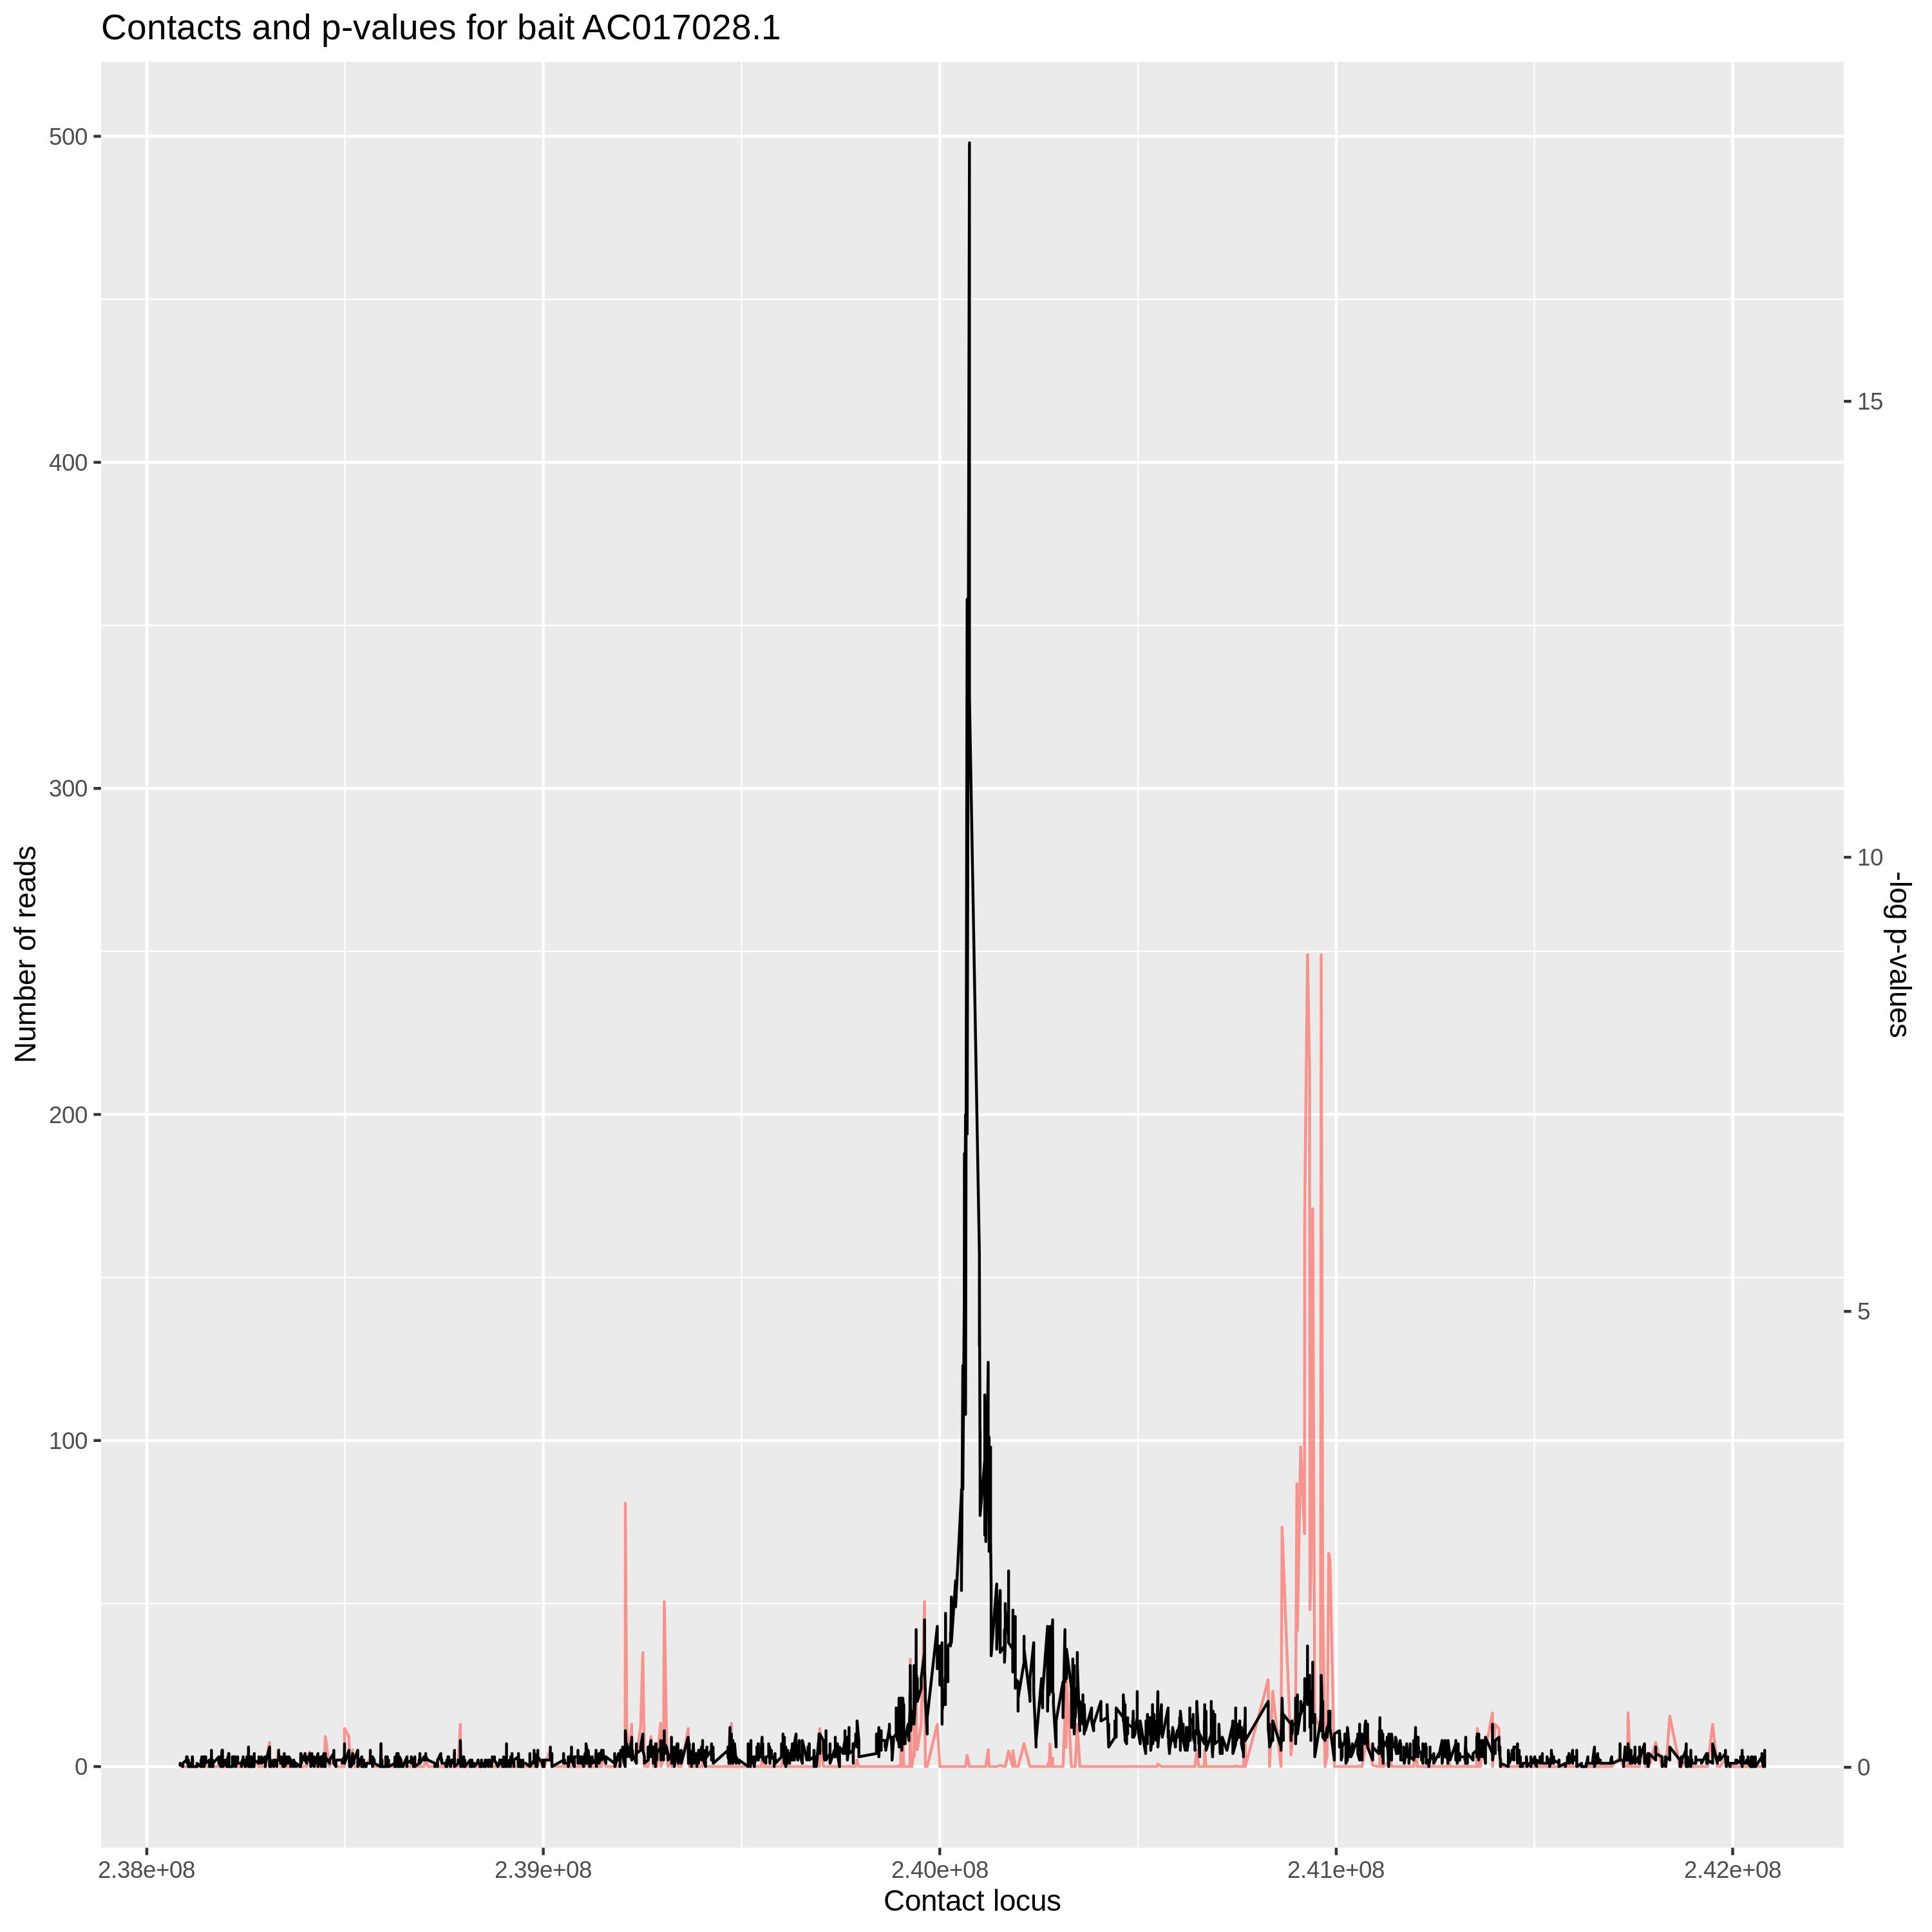 Contacts and p-values for bait AC017028.1
500
400
300
200
100
0
Number of reads
15
10
5
0
-log p-values
2.38e+08
2.39e+08
2.40e+08
2.41e+08
2.42e+08
Contact locus